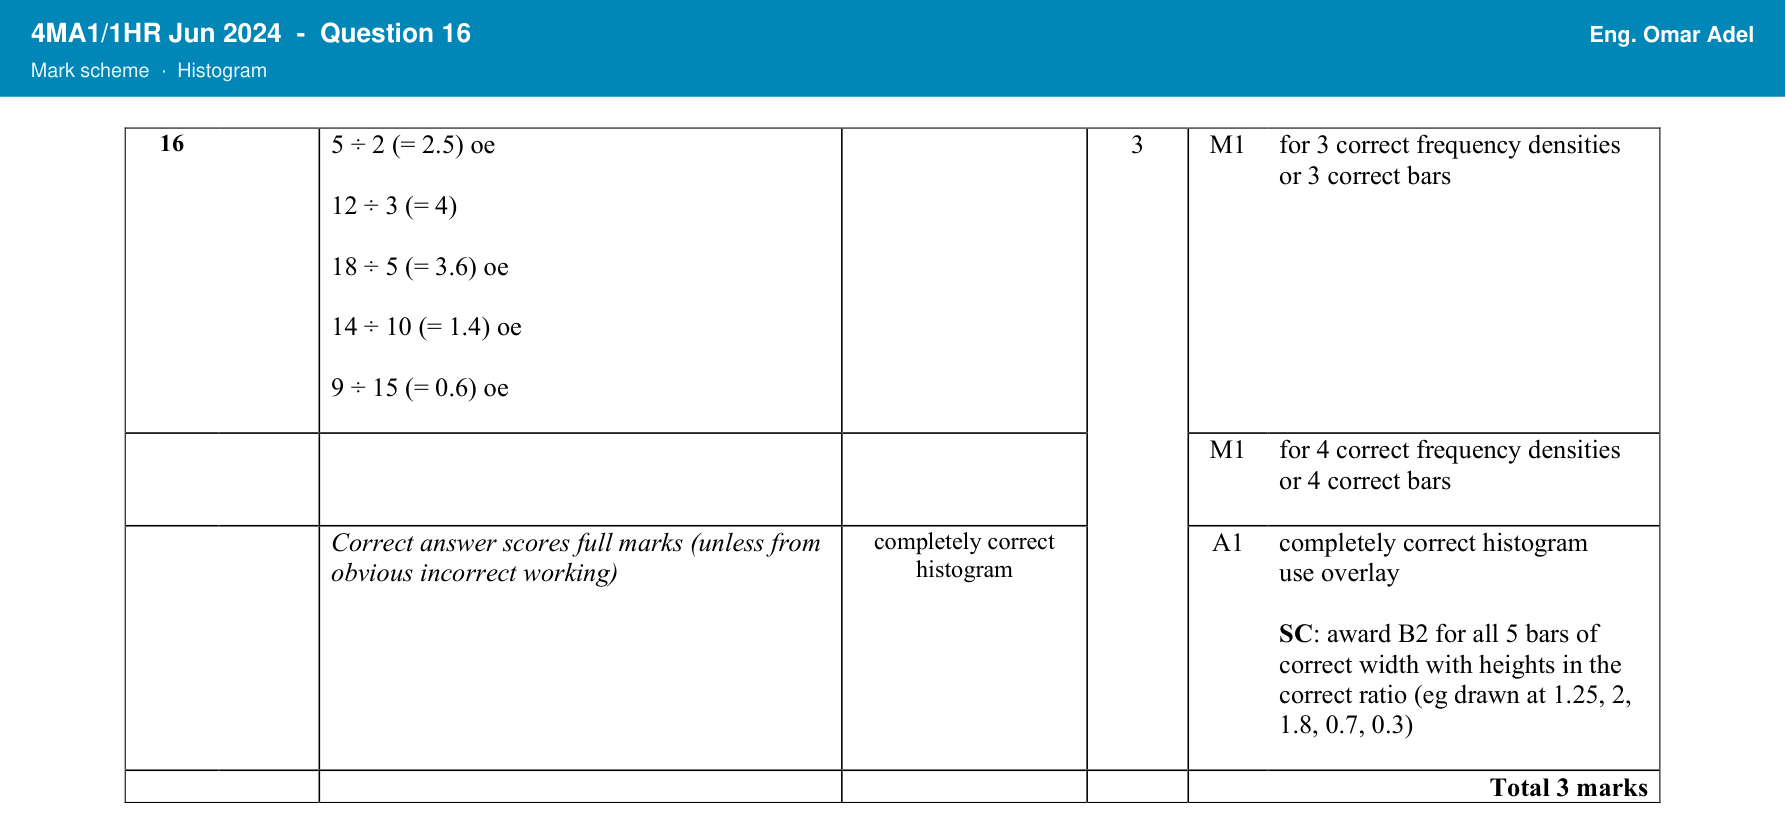 4MA1/1HR Jun 2024 - Question 16
Eng. Omar Adel
Mark scheme · Histogram
16
5 ÷ 2 (= 2.5) oe
3
M1 for 3 correct frequency densities
or 3 correct bars
12 ÷ 3 (= 4)
18 ÷ 5 (= 3.6) oe
14 ÷ 10 (= 1.4) oe
9 ÷ 15 (= 0.6) oe
M1 for 4 correct frequency densities
or 4 correct bars
Correct answer scores full marks (unless from
obvious incorrect working)
completely correct
histogram
A1 completely correct histogram
use overlay
SC: award B2 for all 5 bars of
correct width with heights in the
correct ratio (eg drawn at 1.25, 2,
1.8, 0.7, 0.3)
Total 3 marks